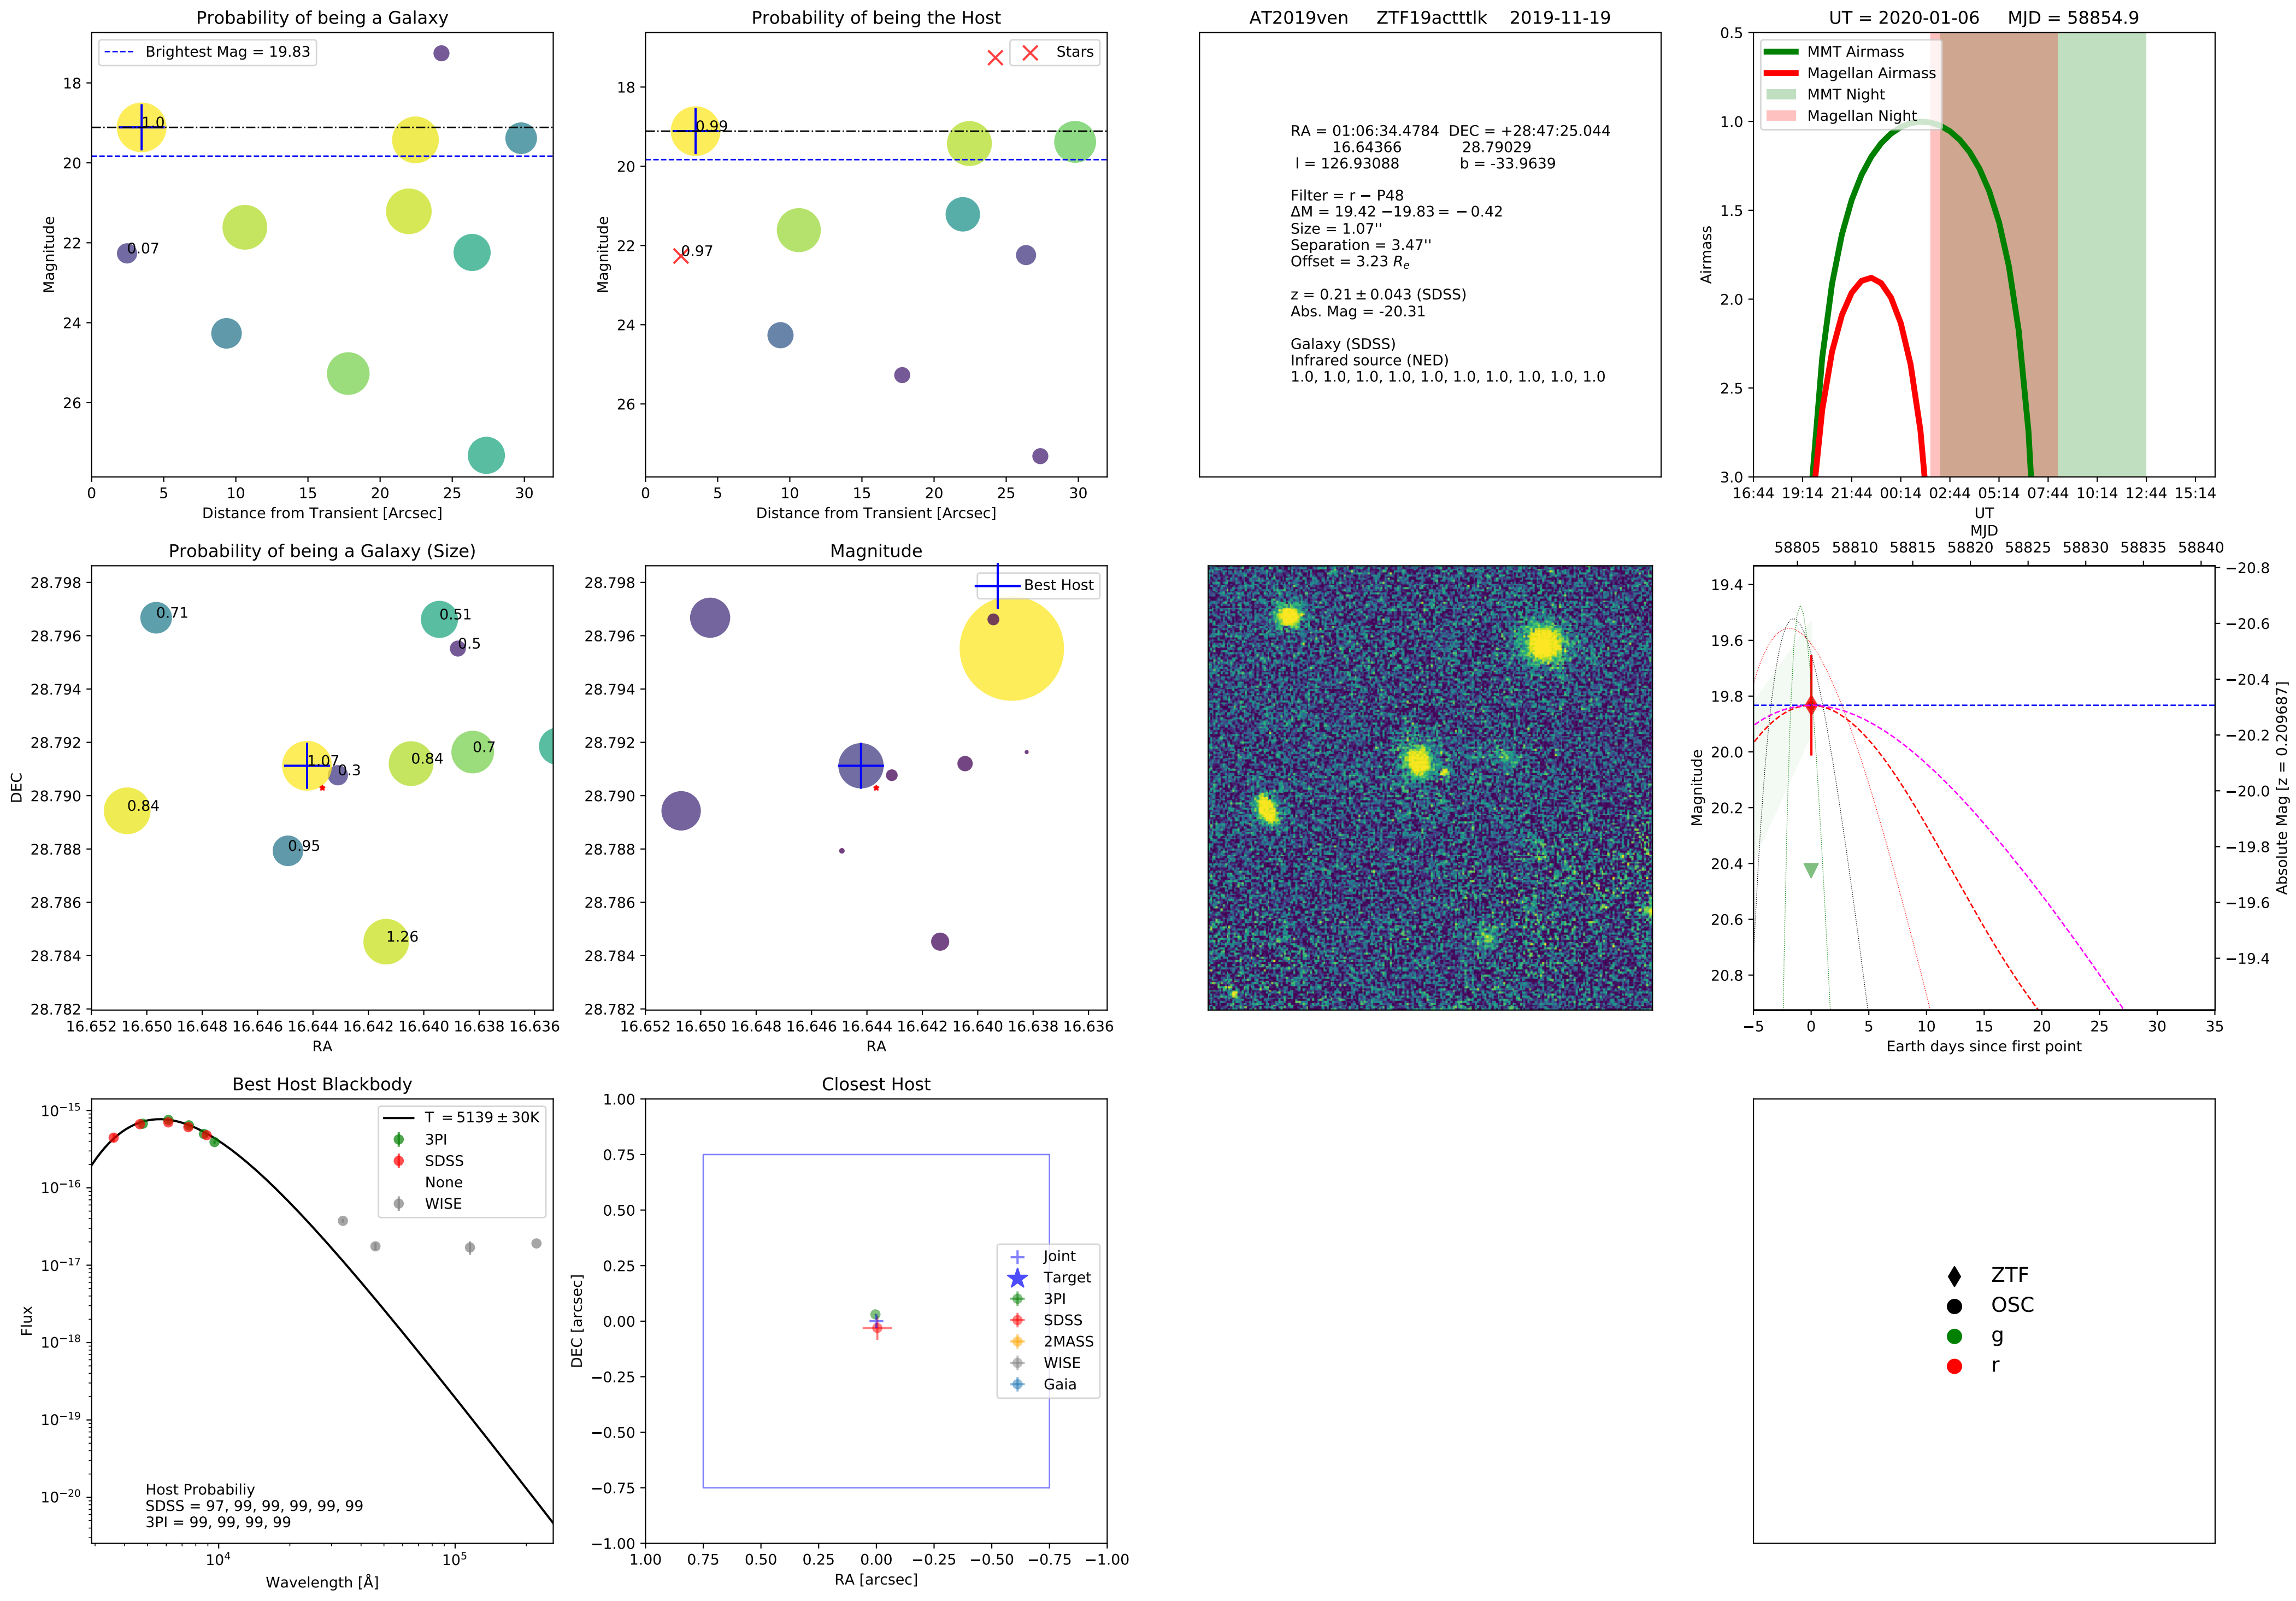 Probability of being a Galaxy
Brightest Mag = 19.83
1.0
0.07
18
20
22
24
26
Magnitude
0 5 10 15 20 25 30
Distance from Transient [Arcsec]
Probability of being the Host
Stars
0.99
0.97
18
20
22
24
26
Magnitude
0 5 10 15 20 25 30
Distance from Transient [Arcsec]
AT2019ven ZTF19actttlk 2019-11-19
RA = 01:06:34.4784 DEC = +28:47:25.044
16.64366 28.79029
l = 126.93088 b = -33.9639
Filter = r − P48
ΔM = 19.42 −19.83 = −0.42
Size = 1.07''
Separation = 3.47''
Offset = 3.23 Re
z = 0.21 ± 0.043 (SDSS)
Abs. Mag = -20.31
Galaxy (SDSS)
Infrared source (NED)
1.0, 1.0, 1.0, 1.0, 1.0, 1.0, 1.0, 1.0, 1.0, 1.0
UT = 2020-01-06 MJD = 58854.9
MMT Airmass
Magellan Airmass
MMT Night
Magellan Night
0.5
1.0
1.5
2.0
2.5
3.0
Airmass
16:44 19:14 21:44 00:14 02:44 05:14 07:44 10:14 12:44 15:14
UT
Probability of being a Galaxy (Size)
0.71
0.51
0.5
1.07
0.3
0.84
0.7
0.84
0.95
1.26
28.798
28.796
28.794
28.792
28.790
28.788
28.786
28.784
28.782
DEC
16.652 16.650 16.648 16.646 16.644 16.642 16.640 16.638 16.636
RA
Magnitude
Best Host
28.798
28.796
28.794
28.792
28.790
28.788
28.786
28.784
28.782
16.652 16.650 16.648 16.646 16.644 16.642 16.640 16.638 16.636
RA
MJD
58805 58810 58815 58820 58825 58830 58835 58840
19.4
19.6
19.8
20.0
20.2
20.4
20.6
20.8
Magnitude
−20.8
−20.6
−20.4
−20.2
−20.0
−19.8
−19.6
−19.4
Absolute Mag [z = 0.209687]
−5 0 5 10 15 20 25 30 35
Earth days since first point
Best Host Blackbody
T = 5139 ± 30K
3PI
SDSS
None
WISE
10−15
10−16
10−17
10−18
10−19
10−20
Flux
Host Probabiliy
SDSS = 97, 99, 99, 99, 99, 99
3PI = 99, 99, 99, 99
104 105
Wavelength [Å]
Closest Host
Joint
Target
3PI
SDSS
2MASS
WISE
Gaia
1.00
0.75
0.50
0.25
0.00
−0.25
−0.50
−0.75
−1.00
DEC [arcsec]
1.00 0.75 0.50 0.25 0.00 −0.25 −0.50 −0.75 −1.00
RA [arcsec]
ZTF
OSC
g
r